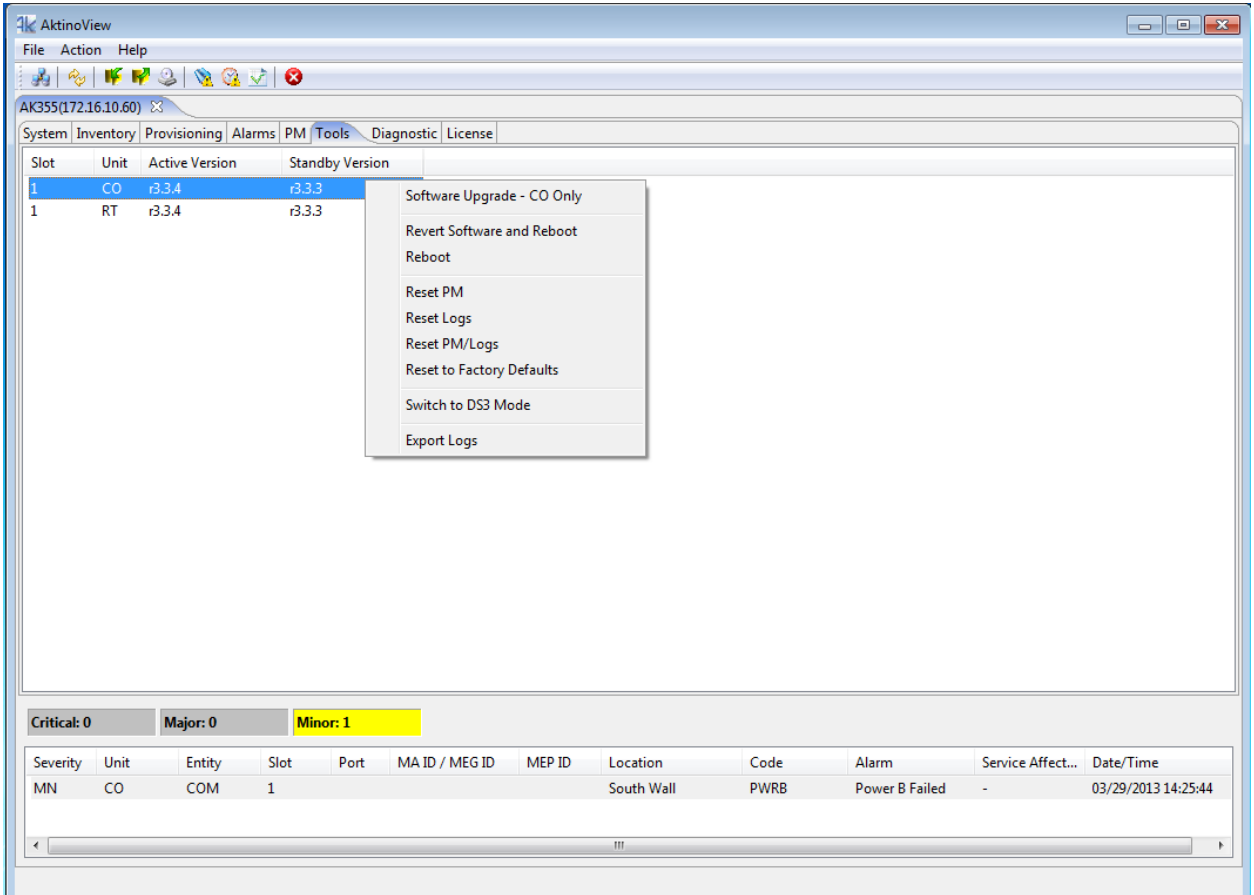 AktinoView
File Action Help
AK355(172.16.10.60)
System Inventory Provisioning Alarms PM Tools Diagnostic License
Slot Unit Active Version Standby Version
1 CO r3.3.4 r3.3.3
1 RT r3.3.4 r3.3.3
Software Upgrade - CO Only
Revert Software and Reboot
Reboot
Reset PM
Reset Logs
Reset PM/Logs
Reset to Factory Defaults
Switch to DS3 Mode
Export Logs
Critical: 0 Major: 0 Minor: 1
Severity Unit Entity Slot Port MA ID / MEG ID MEP ID Location Code Alarm Service Affect... Date/Time
MN CO COM 1 South Wall PWRB Power B Failed - 03/29/2013 14:25:44